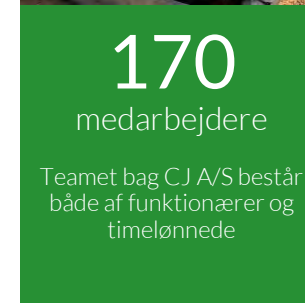 170
medarbejdere
Teamet bag CJ A/S består
både af funktionærer og
timelønnede